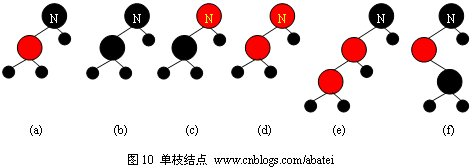 N N N N N N
(a) (b) (c) (d) (e) (f)
图 10 单枝结点 www.cnblogs.com/abatei